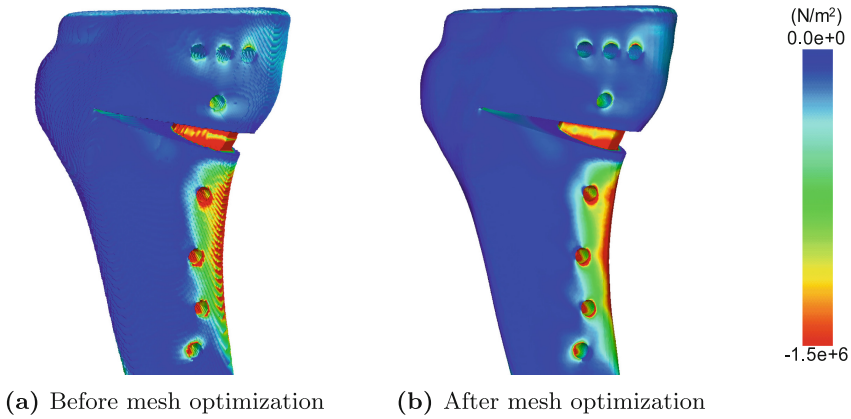 (N/m²)
0.0e+0
-1.5e+6
(a) Before mesh optimization
(b) After mesh optimization